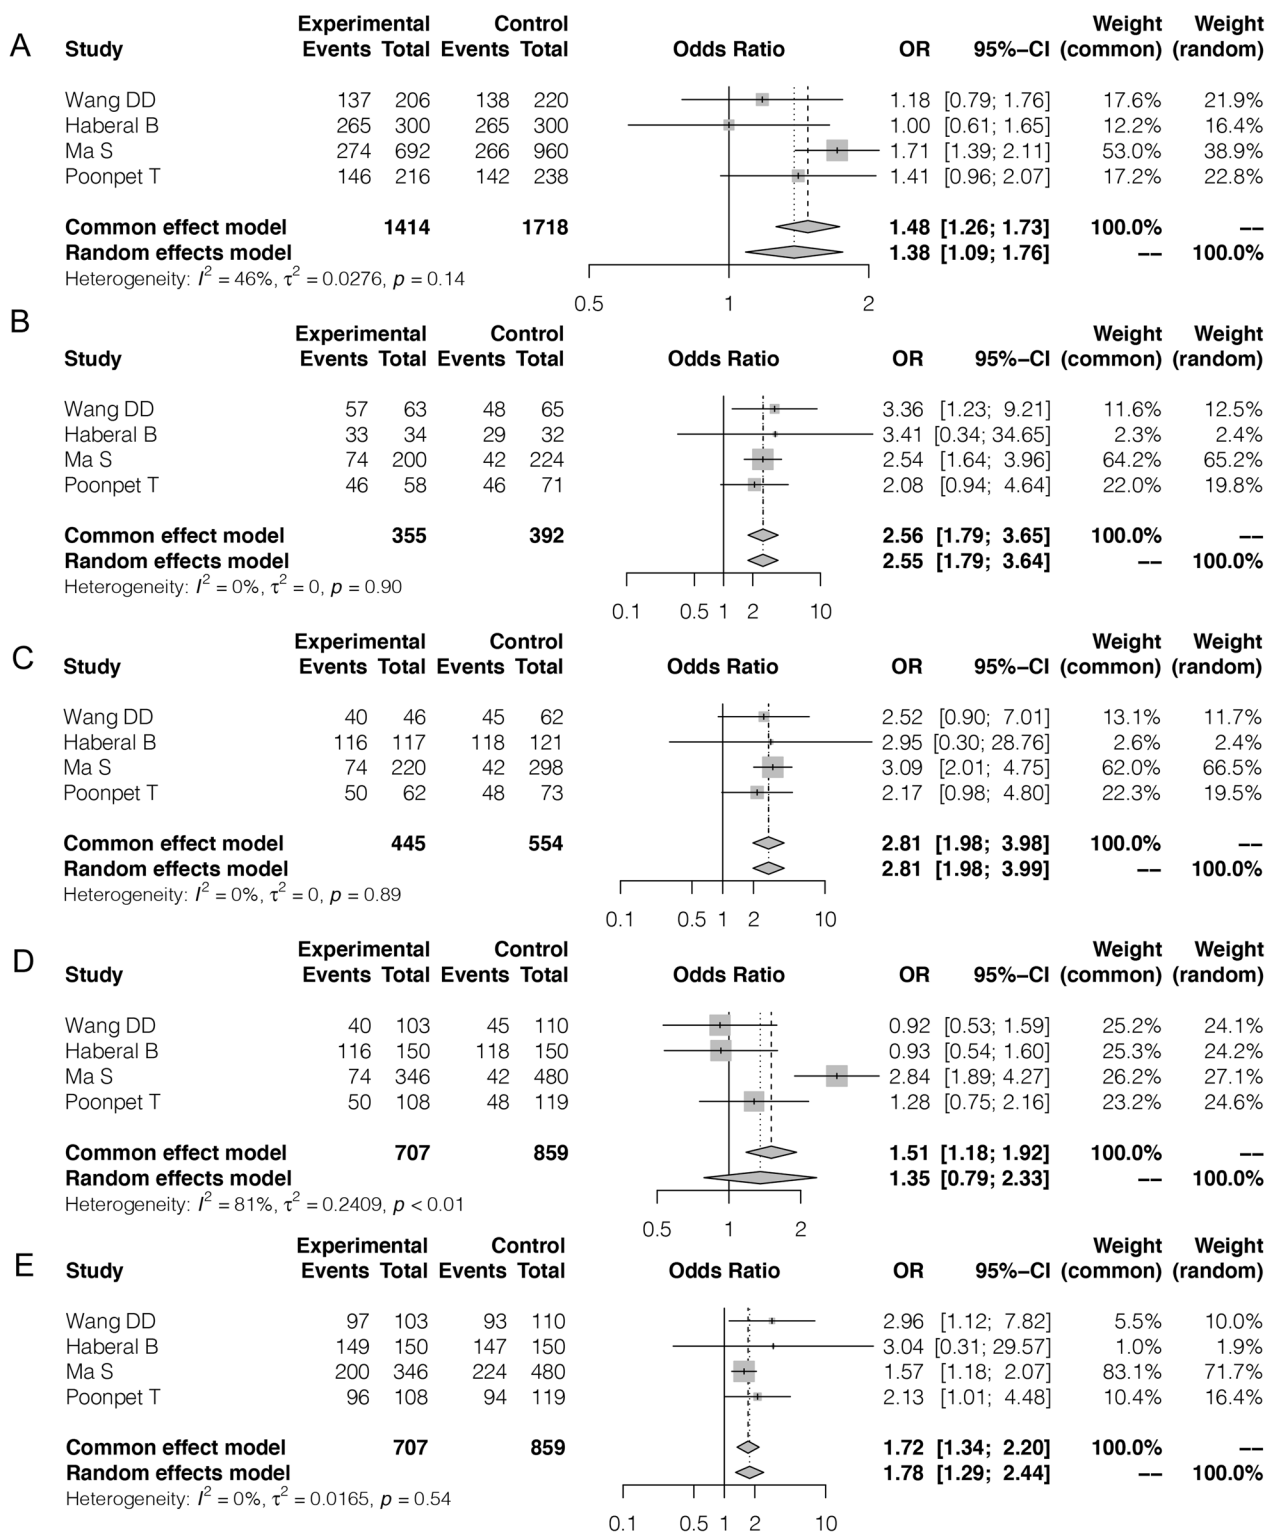 A
Experimental Control Weight Weight
Study Events Total Events Total Odds Ratio OR 95%−CI (common) (random)
Wang DD 137 206 138 220 1.18 [0.79; 1.76] 17.6% 21.9%
Haberal B 265 300 265 300 1.00 [0.61; 1.65] 12.2% 16.4%
Ma S 274 692 266 960 1.71 [1.39; 2.11] 53.0% 38.9%
Poonpet T 146 216 142 238 1.41 [0.96; 2.07] 17.2% 22.8%
Common effect model 1414 1718 1.48 [1.26; 1.73] 100.0% −−
Random effects model 1.38 [1.09; 1.76] −− 100.0%
Heterogeneity: I² = 46%, τ² = 0.0276, p = 0.14
0.5 1 2
B
Experimental Control Weight Weight
Study Events Total Events Total Odds Ratio OR 95%−CI (common) (random)
Wang DD 57 63 48 65 3.36 [1.23; 9.21] 11.6% 12.5%
Haberal B 33 34 29 32 3.41 [0.34; 34.65] 2.3% 2.4%
Ma S 74 200 42 224 2.54 [1.64; 3.96] 64.2% 65.2%
Poonpet T 46 58 46 71 2.08 [0.94; 4.64] 22.0% 19.8%
Common effect model 355 392 2.56 [1.79; 3.65] 100.0% −−
Random effects model 2.55 [1.79; 3.64] −− 100.0%
Heterogeneity: I² = 0%, τ² = 0, p = 0.90
0.1 0.5 1 2 10
C
Experimental Control Weight Weight
Study Events Total Events Total Odds Ratio OR 95%−CI (common) (random)
Wang DD 40 46 45 62 2.52 [0.90; 7.01] 13.1% 11.7%
Haberal B 116 117 118 121 2.95 [0.30; 28.76] 2.6% 2.4%
Ma S 74 220 42 298 3.09 [2.01; 4.75] 62.0% 66.5%
Poonpet T 50 62 48 73 2.17 [0.98; 4.80] 22.3% 19.5%
Common effect model 445 554 2.81 [1.98; 3.98] 100.0% −−
Random effects model 2.81 [1.98; 3.99] −− 100.0%
Heterogeneity: I² = 0%, τ² = 0, p = 0.89
0.1 0.5 1 2 10
D
Experimental Control Weight Weight
Study Events Total Events Total Odds Ratio OR 95%−CI (common) (random)
Wang DD 40 103 45 110 0.92 [0.53; 1.59] 25.2% 24.1%
Haberal B 116 150 118 150 0.93 [0.54; 1.60] 25.3% 24.2%
Ma S 74 346 42 480 2.84 [1.89; 4.27] 26.2% 27.1%
Poonpet T 50 108 48 119 1.28 [0.75; 2.16] 23.2% 24.6%
Common effect model 707 859 1.51 [1.18; 1.92] 100.0% −−
Random effects model 1.35 [0.79; 2.33] −− 100.0%
Heterogeneity: I² = 81%, τ² = 0.2409, p < 0.01
0.5 1 2
E
Experimental Control Weight Weight
Study Events Total Events Total Odds Ratio OR 95%−CI (common) (random)
Wang DD 97 103 93 110 2.96 [1.12; 7.82] 5.5% 10.0%
Haberal B 149 150 147 150 3.04 [0.31; 29.57] 1.0% 1.9%
Ma S 200 346 224 480 1.57 [1.18; 2.07] 83.1% 71.7%
Poonpet T 96 108 94 119 2.13 [1.01; 4.48] 10.4% 16.4%
Common effect model 707 859 1.72 [1.34; 2.20] 100.0% −−
Random effects model 1.78 [1.29; 2.44] −− 100.0%
Heterogeneity: I² = 0%, τ² = 0.0165, p = 0.54
0.1 0.5 1 2 10